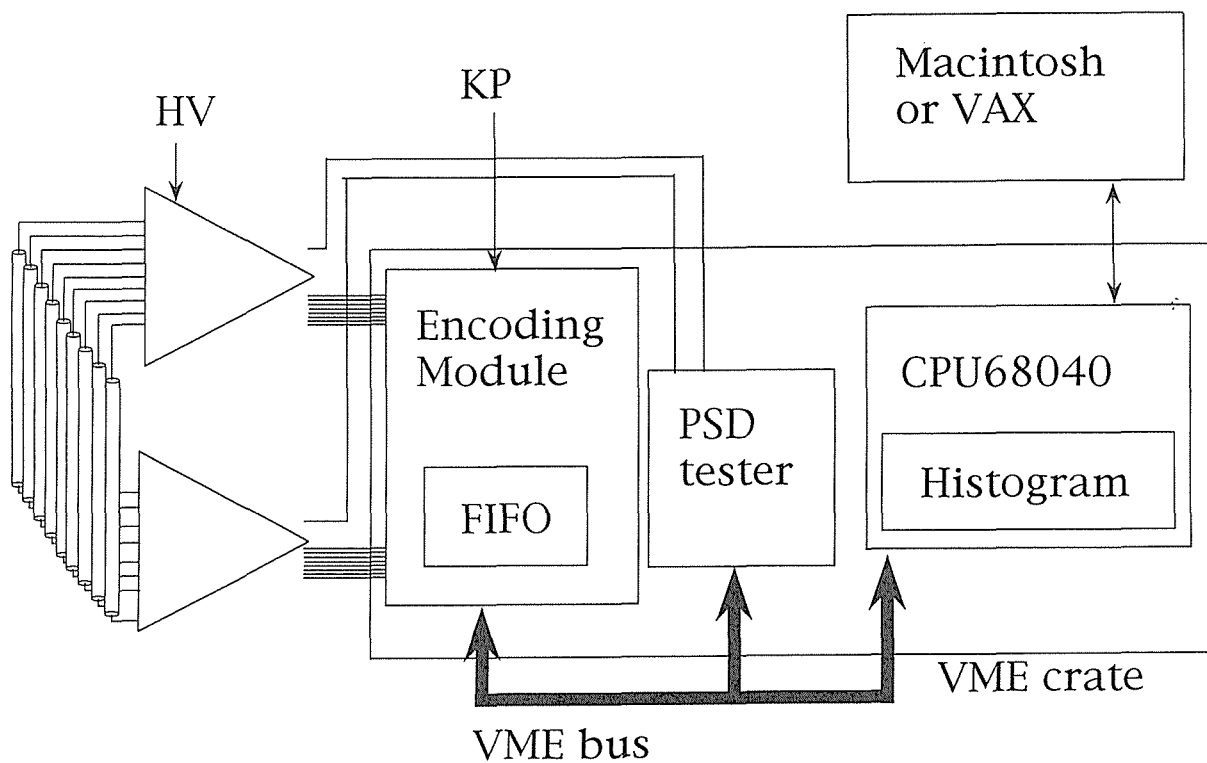 HV
KP
Macintosh
or VAX
Encoding
Module
FIFO
PSD
tester
CPU68040
Histogram
VME crate
VME bus